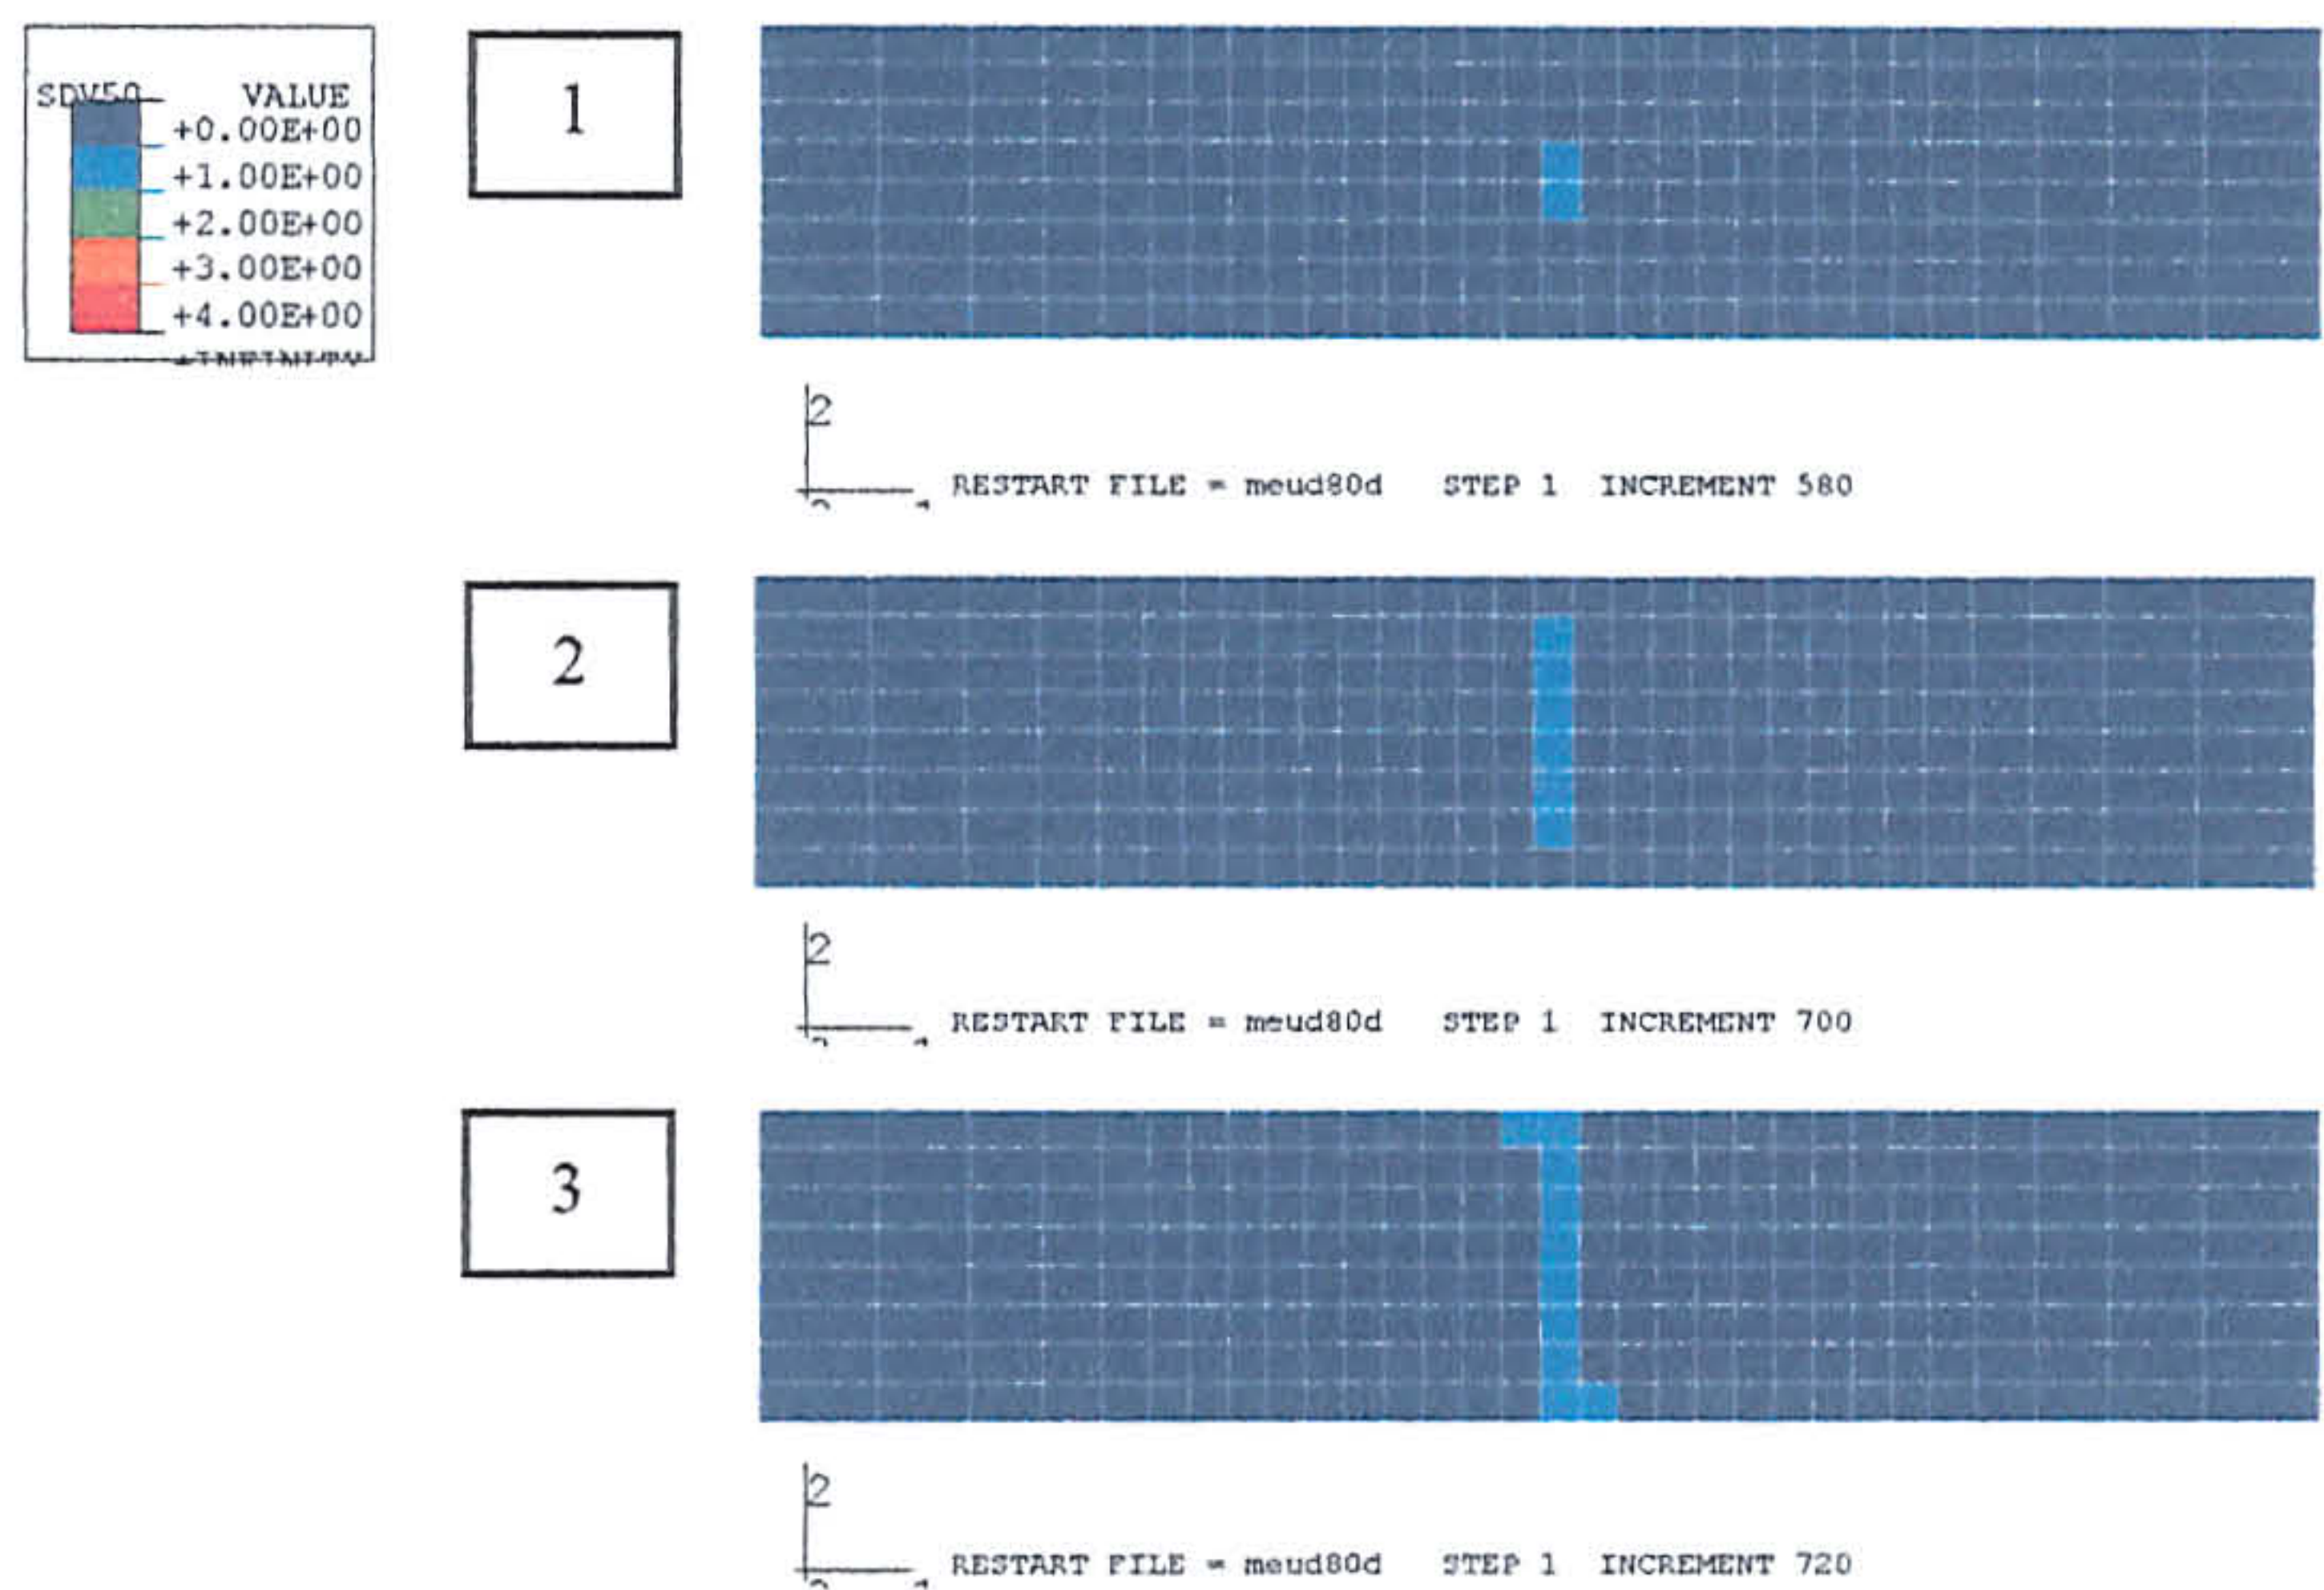 SDV50 VALUE
+0.00E+00
+1.00E+00
+2.00E+00
+3.00E+00
+4.00E+00
+INFINITY
1
2
RESTART FILE = meud80d STEP 1 INCREMENT 580
2
2
RESTART FILE = meud80d STEP 1 INCREMENT 700
3
2
RESTART FILE = meud80d STEP 1 INCREMENT 720